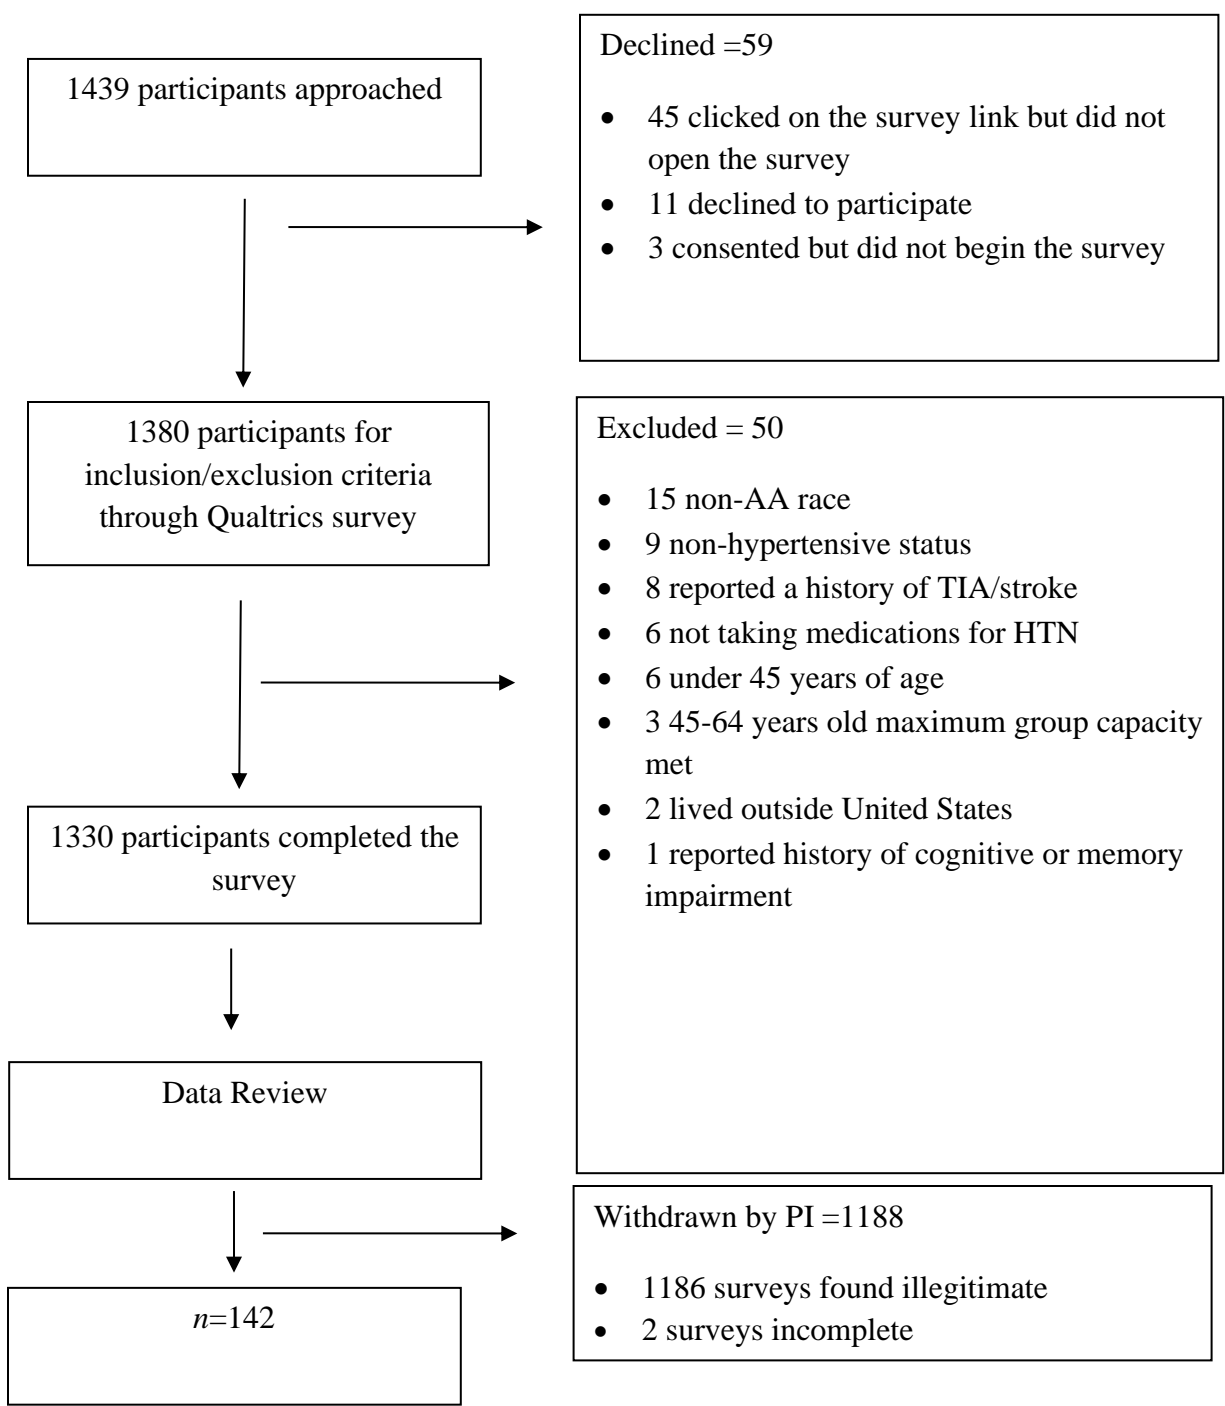 1439 participants approached
Declined =59
• 45 clicked on the survey link but did not
open the survey
• 11 declined to participate
• 3 consented but did not begin the survey
1380 participants for
inclusion/exclusion criteria
through Qualtrics survey
Excluded = 50
• 15 non-AA race
• 9 non-hypertensive status
• 8 reported a history of TIA/stroke
• 6 not taking medications for HTN
• 6 under 45 years of age
• 3 45-64 years old maximum group capacity
met
• 2 lived outside United States
• 1 reported history of cognitive or memory
impairment
1330 participants completed the
survey
Data Review
Withdrawn by PI =1188
• 1186 surveys found illegitimate
• 2 surveys incomplete
n=142